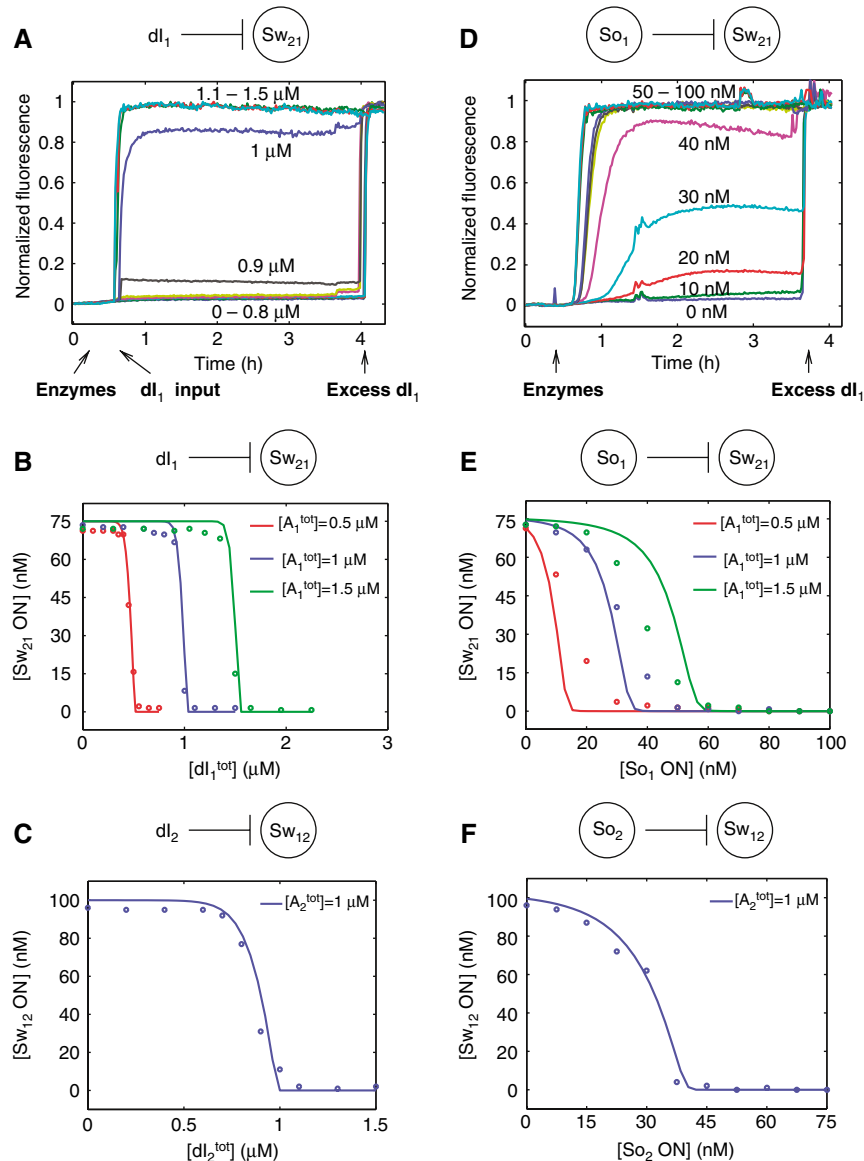 A
dI₁
Sw₂₁
Normalized fluorescence
1
0.8
0.6
0.4
0.2
0
1.1 – 1.5 μM
1 μM
0.9 μM
0 – 0.8 μM
0
1
2
3
4
Time (h)
Enzymes
dI₁ input
Excess dI₁
D
So₁
Sw₂₁
Normalized fluorescence
1
0.8
0.6
0.4
0.2
0
50 – 100 nM
40 nM
30 nM
20 nM
10 nM
0 nM
0
1
2
3
4
Time (h)
Enzymes
Excess dI₁
B
dI₁
Sw₂₁
[Sw₂₁ ON] (nM)
75
60
45
30
15
0
[A₁ᵗᵒᵗ]=0.5 μM
[A₁ᵗᵒᵗ]=1 μM
[A₁ᵗᵒᵗ]=1.5 μM
0
1
2
[dI₁ᵗᵒᵗ] (μM)
E
So₁
Sw₂₁
[Sw₂₁ ON] (nM)
75
60
45
30
15
0
[A₁ᵗᵒᵗ]=0.5 μM
[A₁ᵗᵒᵗ]=1 μM
[A₁ᵗᵒᵗ]=1.5 μM
0
20
40
60
80
100
[So₁ ON] (nM)
C
dI₂
Sw₁₂
[Sw₁₂ ON] (nM)
100
80
60
40
20
0
[A₂ᵗᵒᵗ]=1 μM
0
0.5
1
1.5
[dI₂ᵗᵒᵗ] (μM)
F
So₂
Sw₁₂
[Sw₁₂ ON] (nM)
100
80
60
40
20
0
[A₂ᵗᵒᵗ]=1 μM
0
15
30
45
60
75
[So₂ ON] (nM)